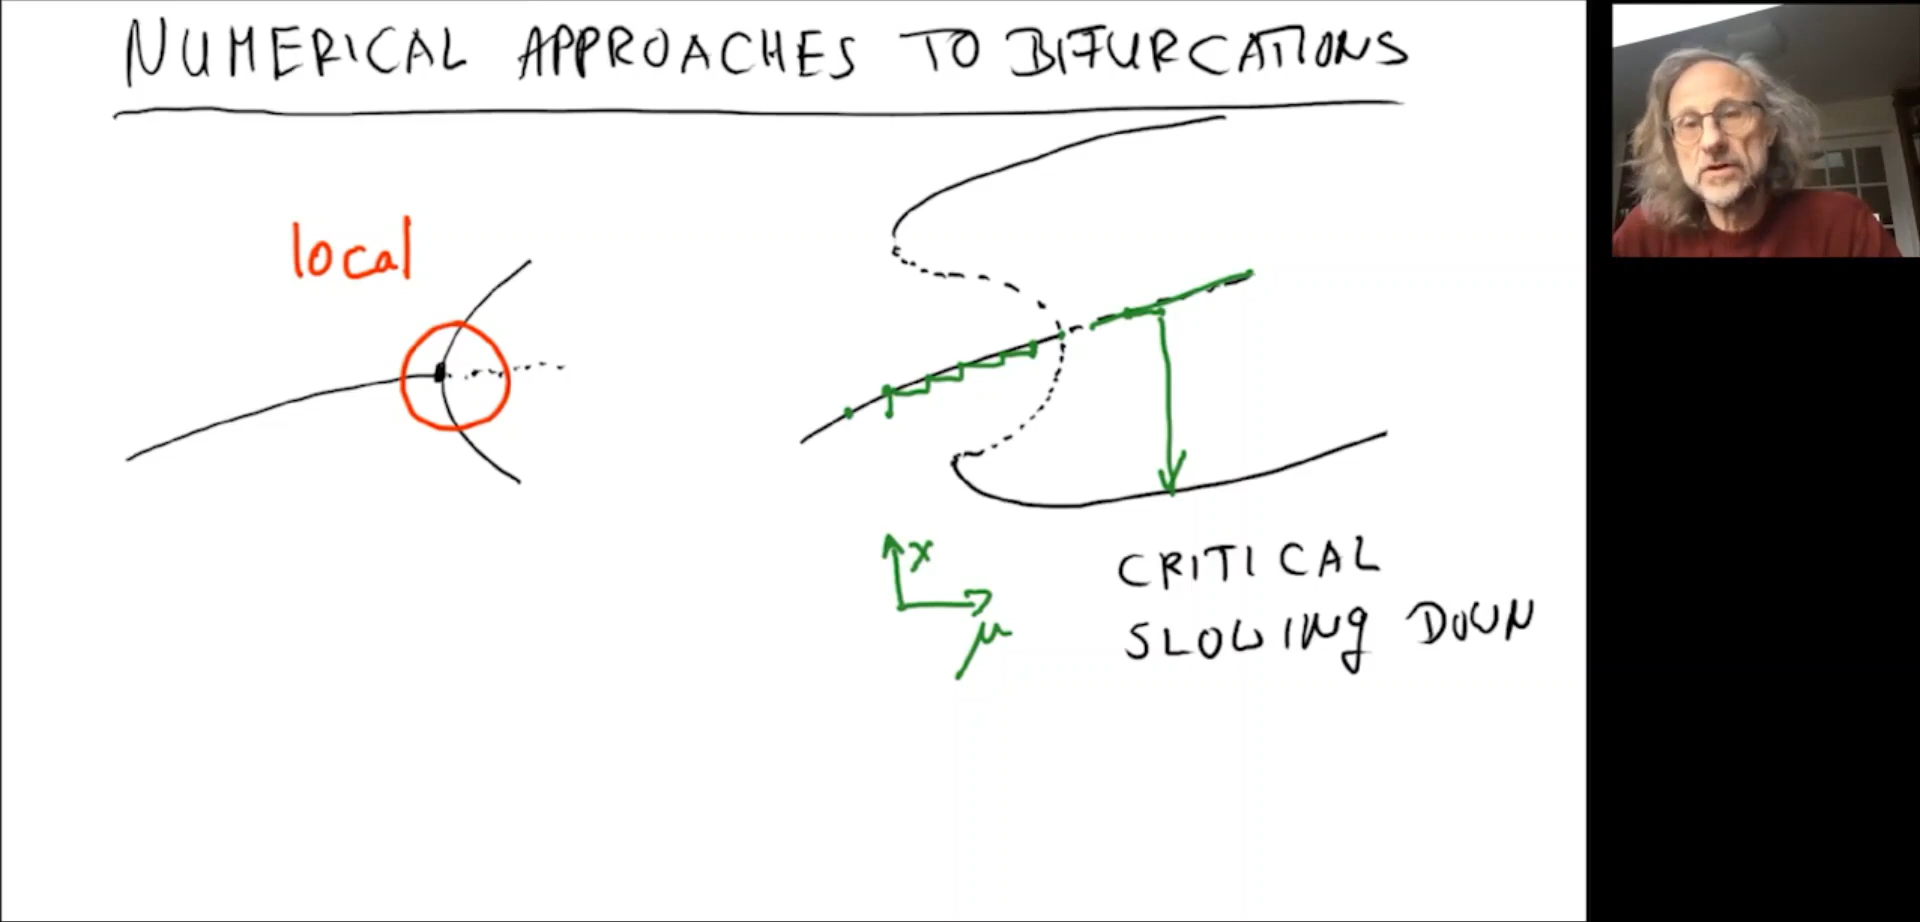 NUMERICAL APPROACHES TO BIFURCATIONS
local
x
μ
CRITICAL
SLOWING DOWN